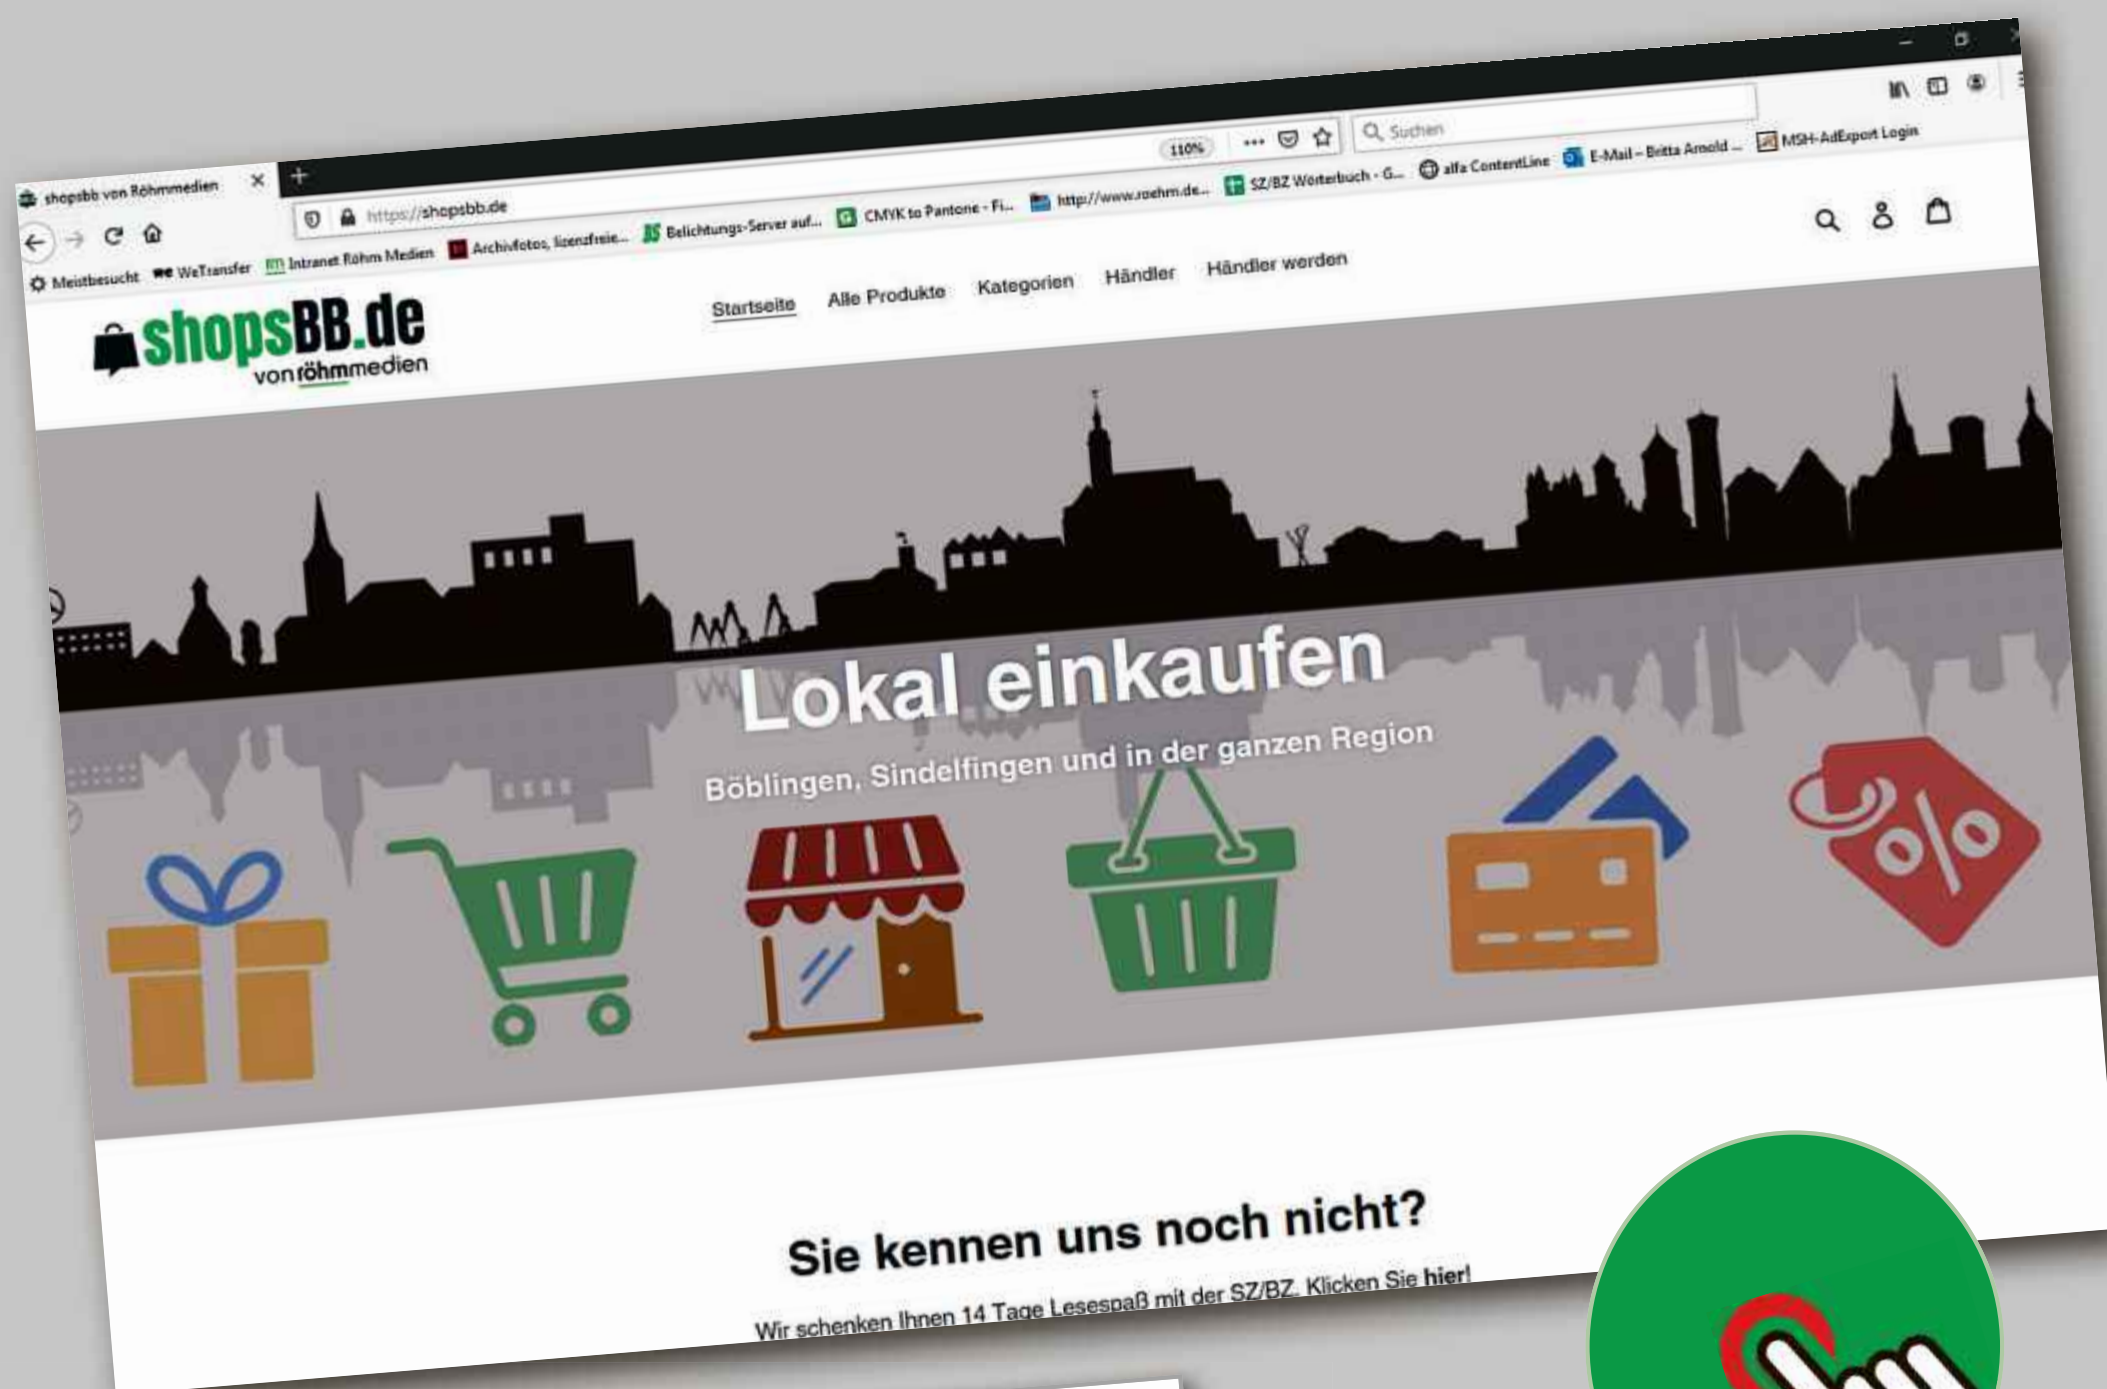 shopsbb von Röhmmedien
https://shopsbb.de
110%
Suchen
Meistbesucht
WeTransfer
Intranet Röhm Medien
Archivfotos, lizenzfreie...
Belichtungs-Server auf...
CMYK to Pantone - Fi...
http://www.roehm.de...
SZ/BZ Wörterbuch - G...
alfa ContentLine
E-Mail – Britta Arnold ...
MSH-AdExport Login
shopsBB.de
von röhmmedien
Startseite
Alle Produkte
Kategorien
Händler
Händler werden
Lokal einkaufen
Böblingen, Sindelfingen und in der ganzen Region
%
Sie kennen uns noch nicht?
Wir schenken Ihnen 14 Tage Lesespaß mit der SZ/BZ. Klicken Sie hier!